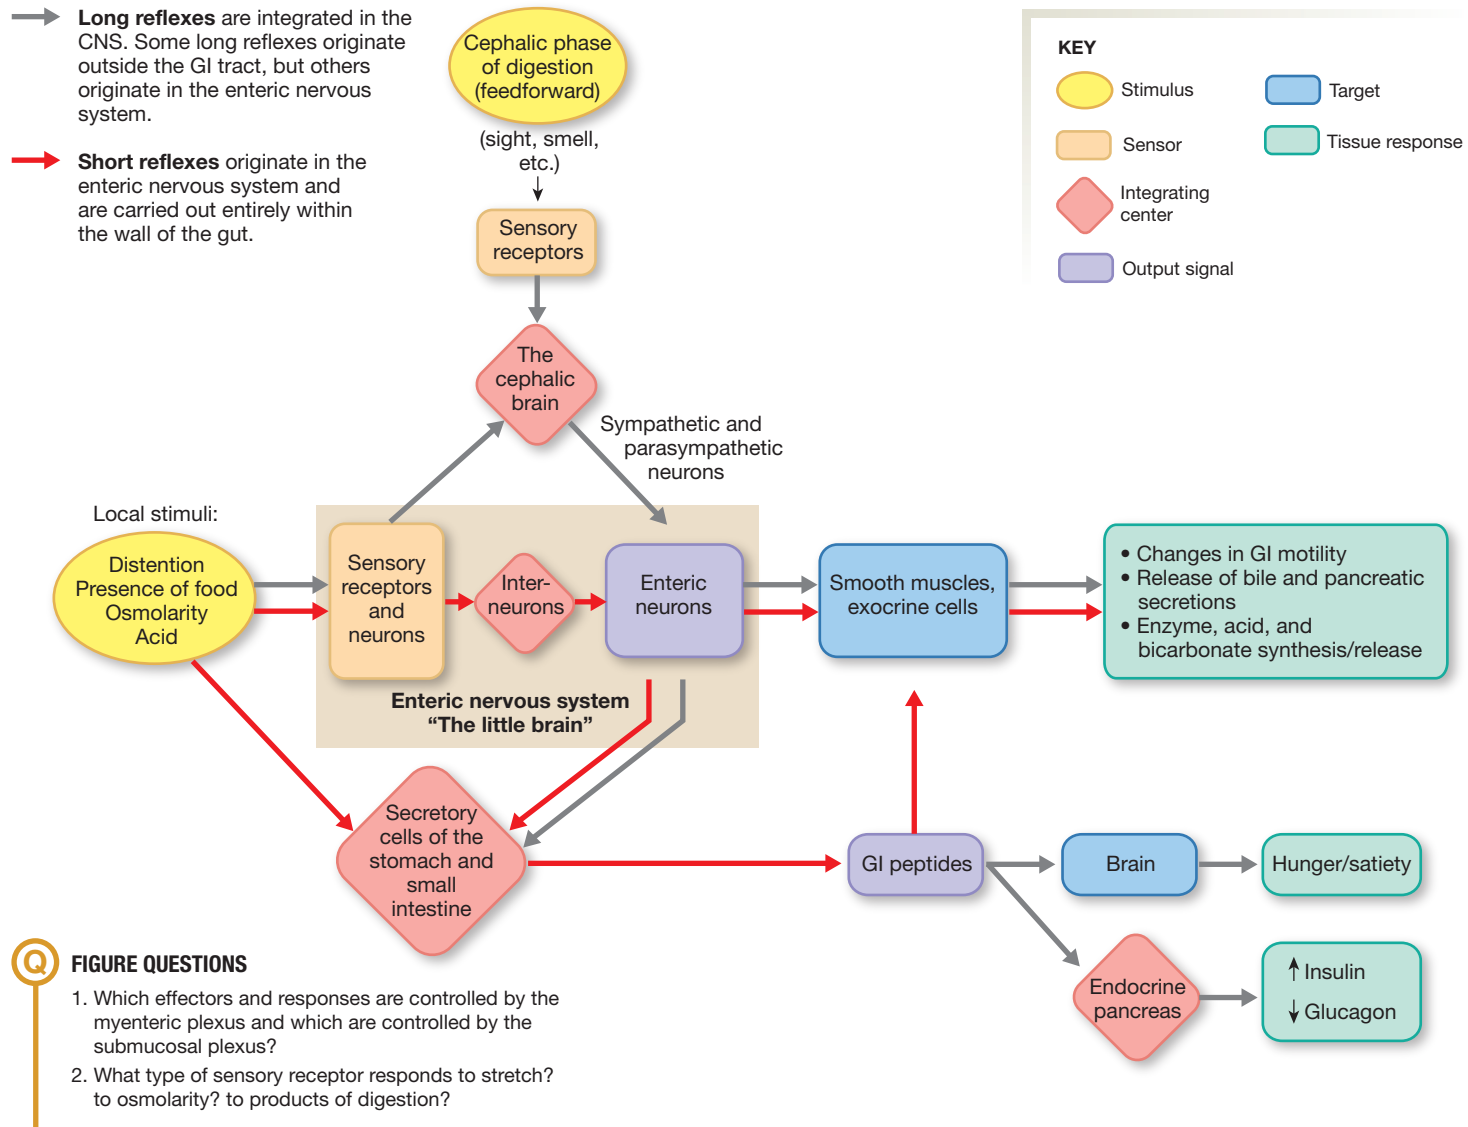 Long reflexes are integrated in the
CNS. Some long reflexes originate
outside the GI tract, but others
originate in the enteric nervous
system.
Short reflexes originate in the
enteric nervous system and
are carried out entirely within
the wall of the gut.
Cephalic phase
of digestion
(feedforward)
(sight, smell,
etc.)
Sensory
receptors
The
cephalic
brain
Sympathetic and
parasympathetic
neurons
KEY
Stimulus
Sensor
Integrating
center
Output signal
Target
Tissue response
Local stimuli:
Distention
Presence of food
Osmolarity
Acid
Sensory
receptors
and
neurons
Inter-
neurons
Enteric
neurons
Smooth muscles,
exocrine cells
• Changes in GI motility
• Release of bile and pancreatic
secretions
• Enzyme, acid, and
bicarbonate synthesis/release
Enteric nervous system
“The little brain”
Secretory
cells of the
stomach and
small
intestine
GI peptides
Brain
Hunger/satiety
Endocrine
pancreas
↑ Insulin
↓ Glucagon
Q
FIGURE QUESTIONS
1. Which effectors and responses are controlled by the
myenteric plexus and which are controlled by the
submucosal plexus?
2. What type of sensory receptor responds to stretch?
to osmolarity? to products of digestion?